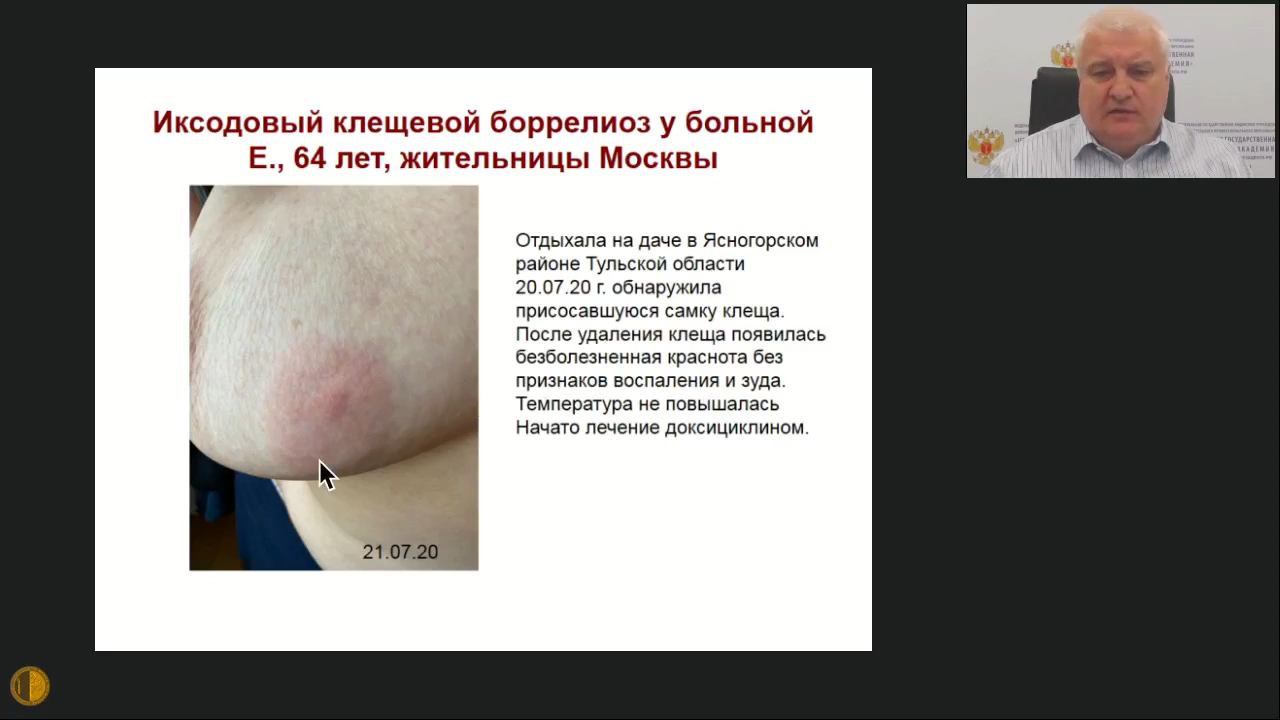 Иксодовый клещевой боррелиоз у больной
Е., 64 лет, жительницы Москвы
Отдыхала на даче в Ясногорском
районе Тульской области
20.07.20 г. обнаружила
присосавшуюся самку клеща.
После удаления клеща появилась
безболезненная краснота без
признаков воспаления и зуда.
Температура не повышалась
Начато лечение доксициклином.
21.07.20